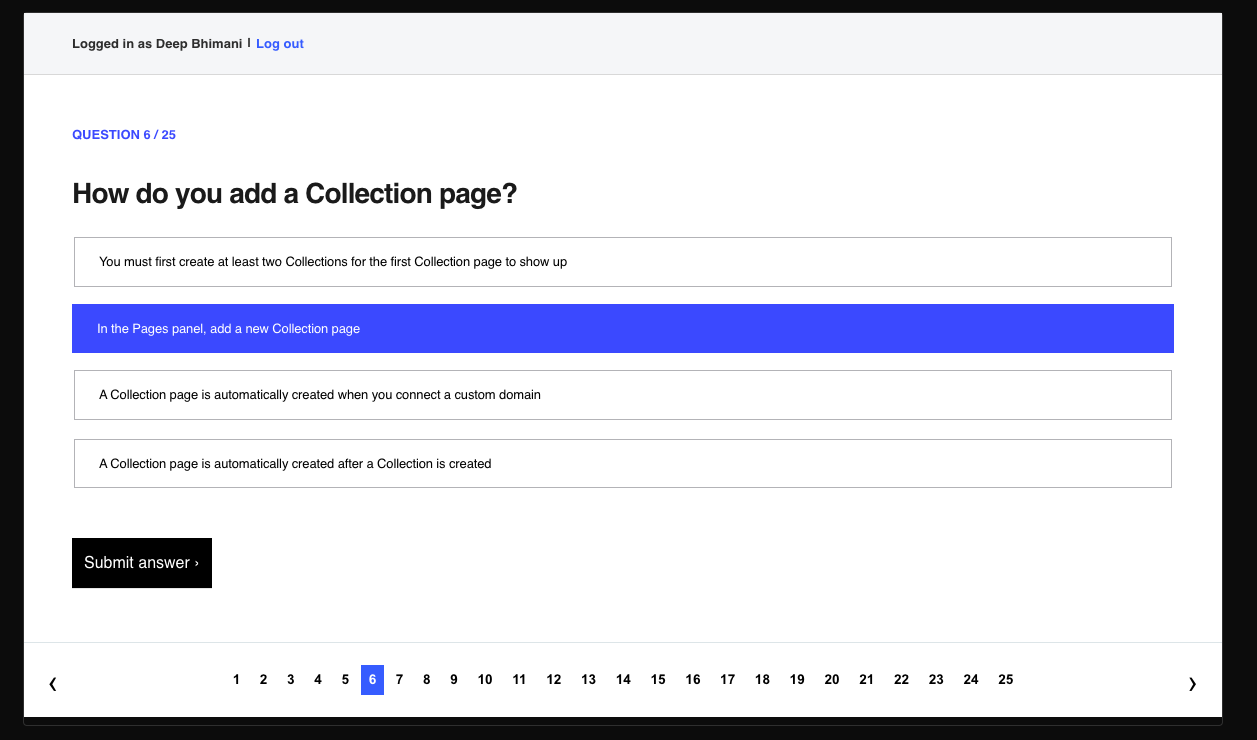 Logged in as Deep Bhimani | Log out
QUESTION 6 / 25
How do you add a Collection page?
You must first create at least two Collections for the first Collection page to show up
In the Pages panel, add a new Collection page
A Collection page is automatically created when you connect a custom domain
A Collection page is automatically created after a Collection is created
Submit answer ›
❮ 1 2 3 4 5 6 7 8 9 10 11 12 13 14 15 16 17 18 19 20 21 22 23 24 25 ❯